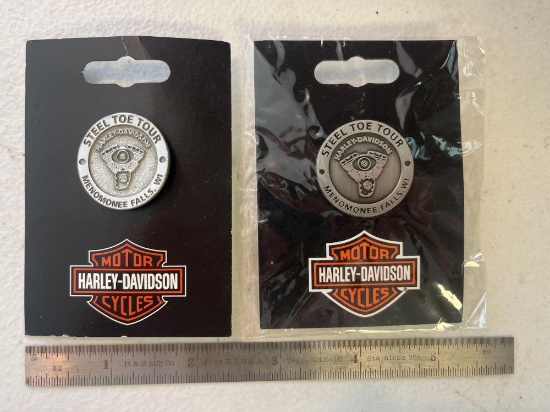 STEEL TOE TOUR
HARLEY-DAVIDSON
MENOMONEE FALLS, WI
MOTOR
HARLEY-DAVIDSON
CYCLES
STEEL TOE TOUR
HARLEY-DAVIDSON
MENOMONEE FALLS, WI
MOTOR
HARLEY-DAVIDSON
CYCLES
32 1 2 3 4 5